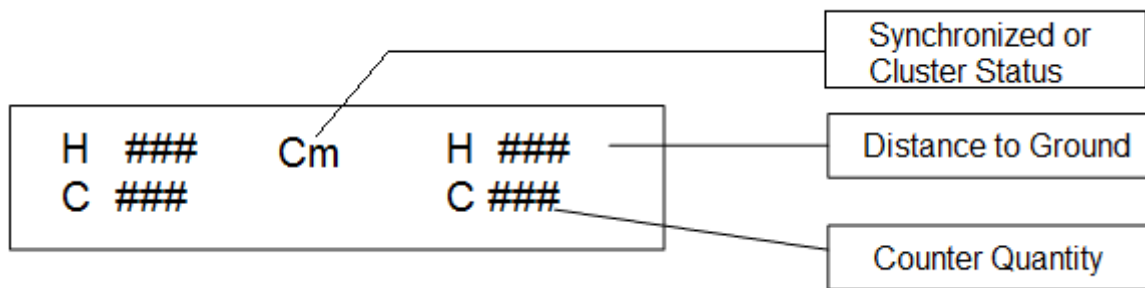 Synchronized or
Cluster Status
H ### Cm H ###
C ### C ###
Distance to Ground
Counter Quantity